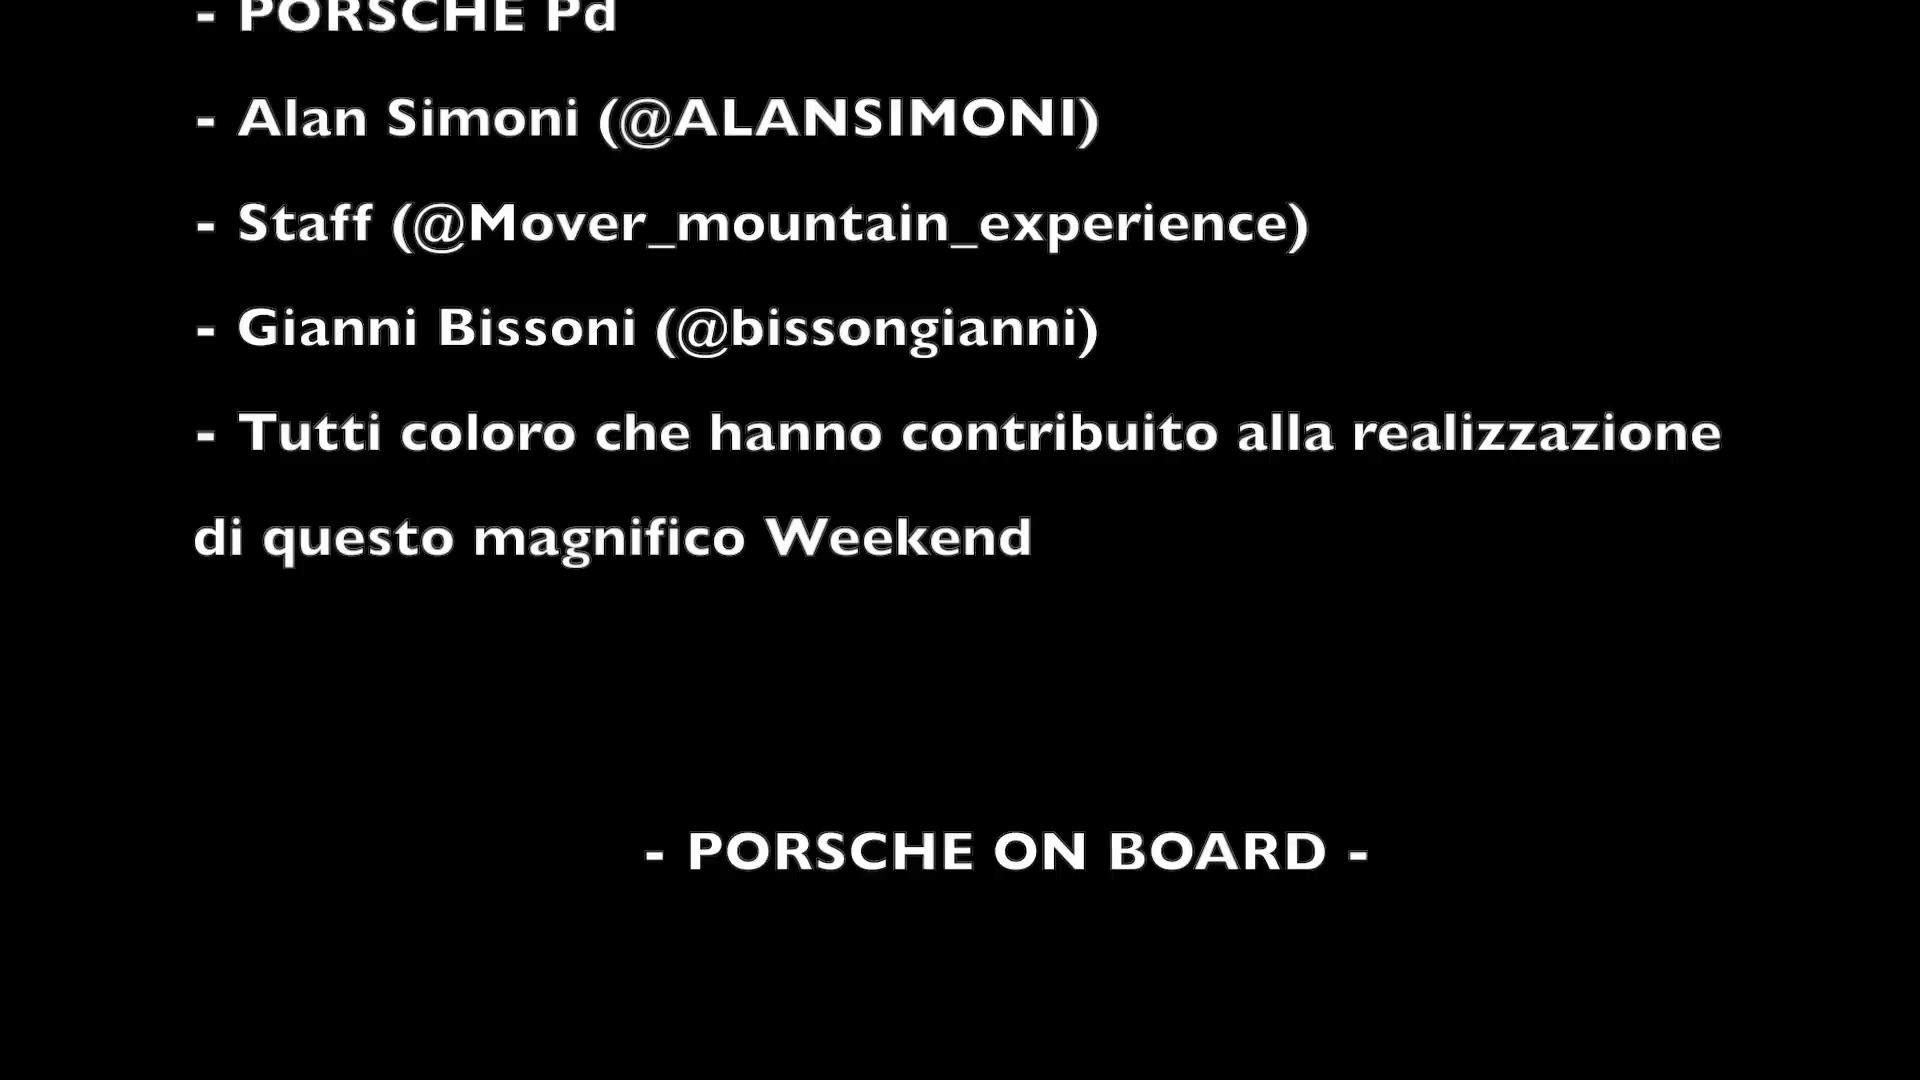 - PORSCHE Pd
- Alan Simoni (@ALANSIMONI)
- Staff (@Mover_mountain_experience)
- Gianni Bissoni (@bissongianni)
- Tutti coloro che hanno contribuito alla realizzazione
di questo magnifico Weekend
- PORSCHE ON BOARD -